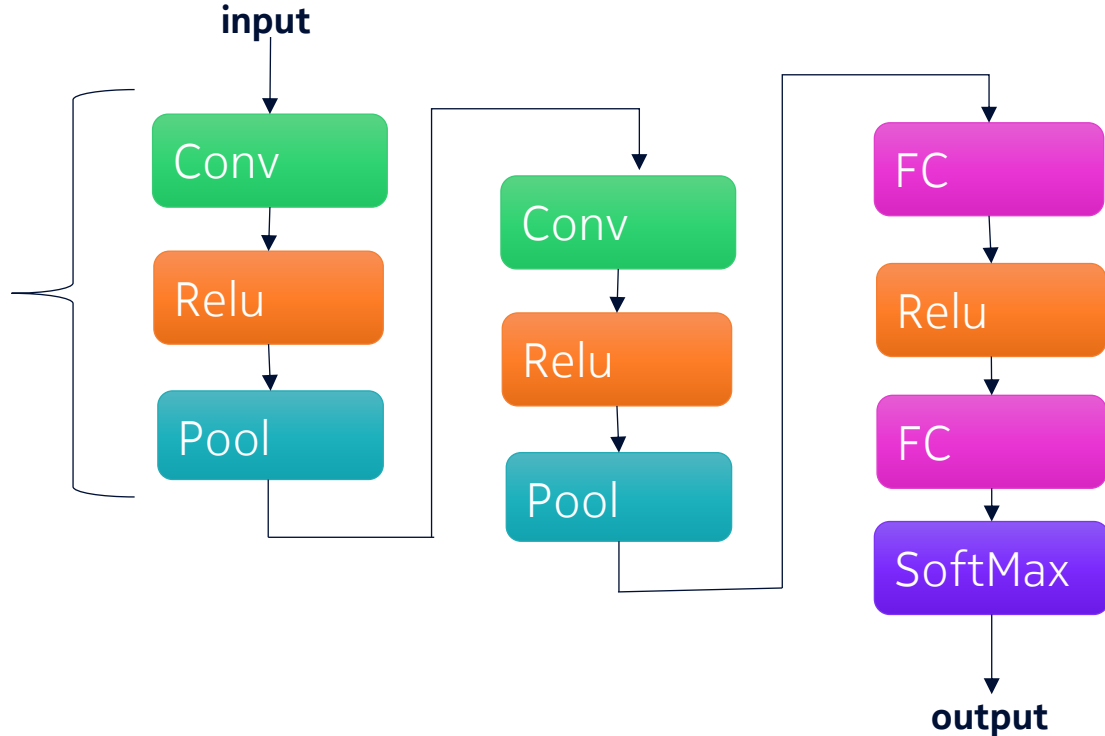 input
Conv
Relu
Pool
Conv
Relu
Pool
FC
Relu
FC
SoftMax
output